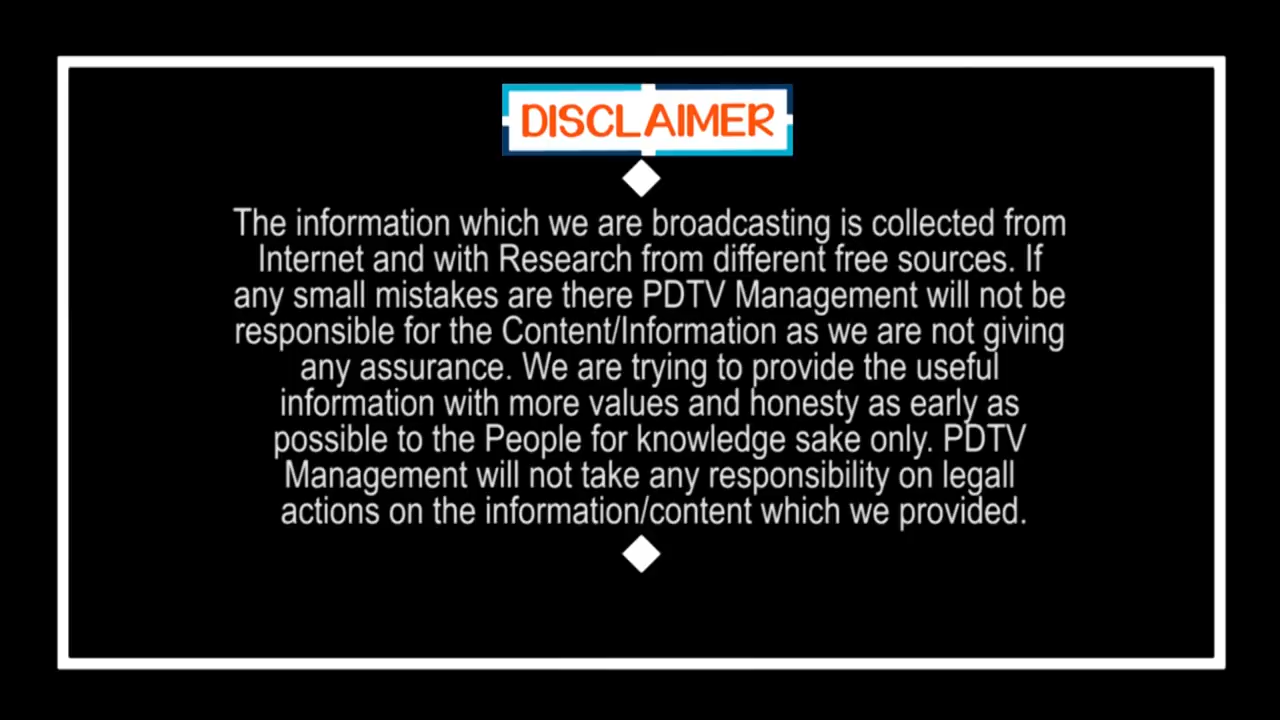 DISCLAIMER
The information which we are broadcasting is collected from
Internet and with Research from different free sources. If
any small mistakes are there PDTV Management will not be
responsible for the Content/Information as we are not giving
any assurance. We are trying to provide the useful
information with more values and honesty as early as
possible to the People for knowledge sake only. PDTV
Management will not take any responsibility on legall
actions on the information/content which we provided.